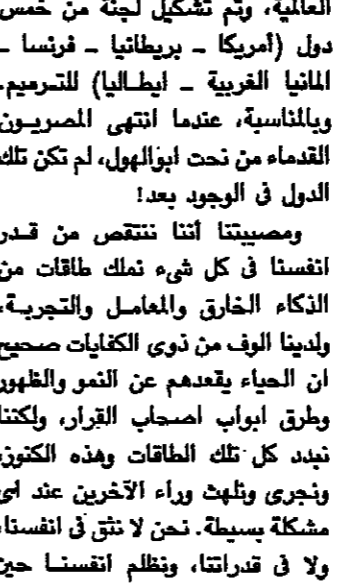 العالمية، وتم تشكيل لجنة من خمس
دول (أمريكا ـ بريطانيا ـ فرنسا ـ
المانيا الغربية ـ ايطاليا) للترميم.
وبالمناسبة، عندما انتهى المصريون
القدماء من نحت ابوالهول، لم تكن تلك
الدول فى الوجود بعد!
ومصيبتنا أننا ننتقص من قدر
انفسنا فى كل شىء نملك طاقات من
الذكاء الخارق والمعامل والتجربة،
ولدينا الوف من ذوى الكفايات صحيح
ان الحياء يقعدهم عن النمو والظهور
وطرق ابواب اصحاب القرار، ولكننا
نبدد كل تلك الطاقات وهذه الكنوز،
ونجرى ونلهث وراء الآخرين عند اى
مشكلة بسيطة. نحن لا نثق فى انفسنا،
ولا فى قدراتنا، ونظلم انفسنا حين